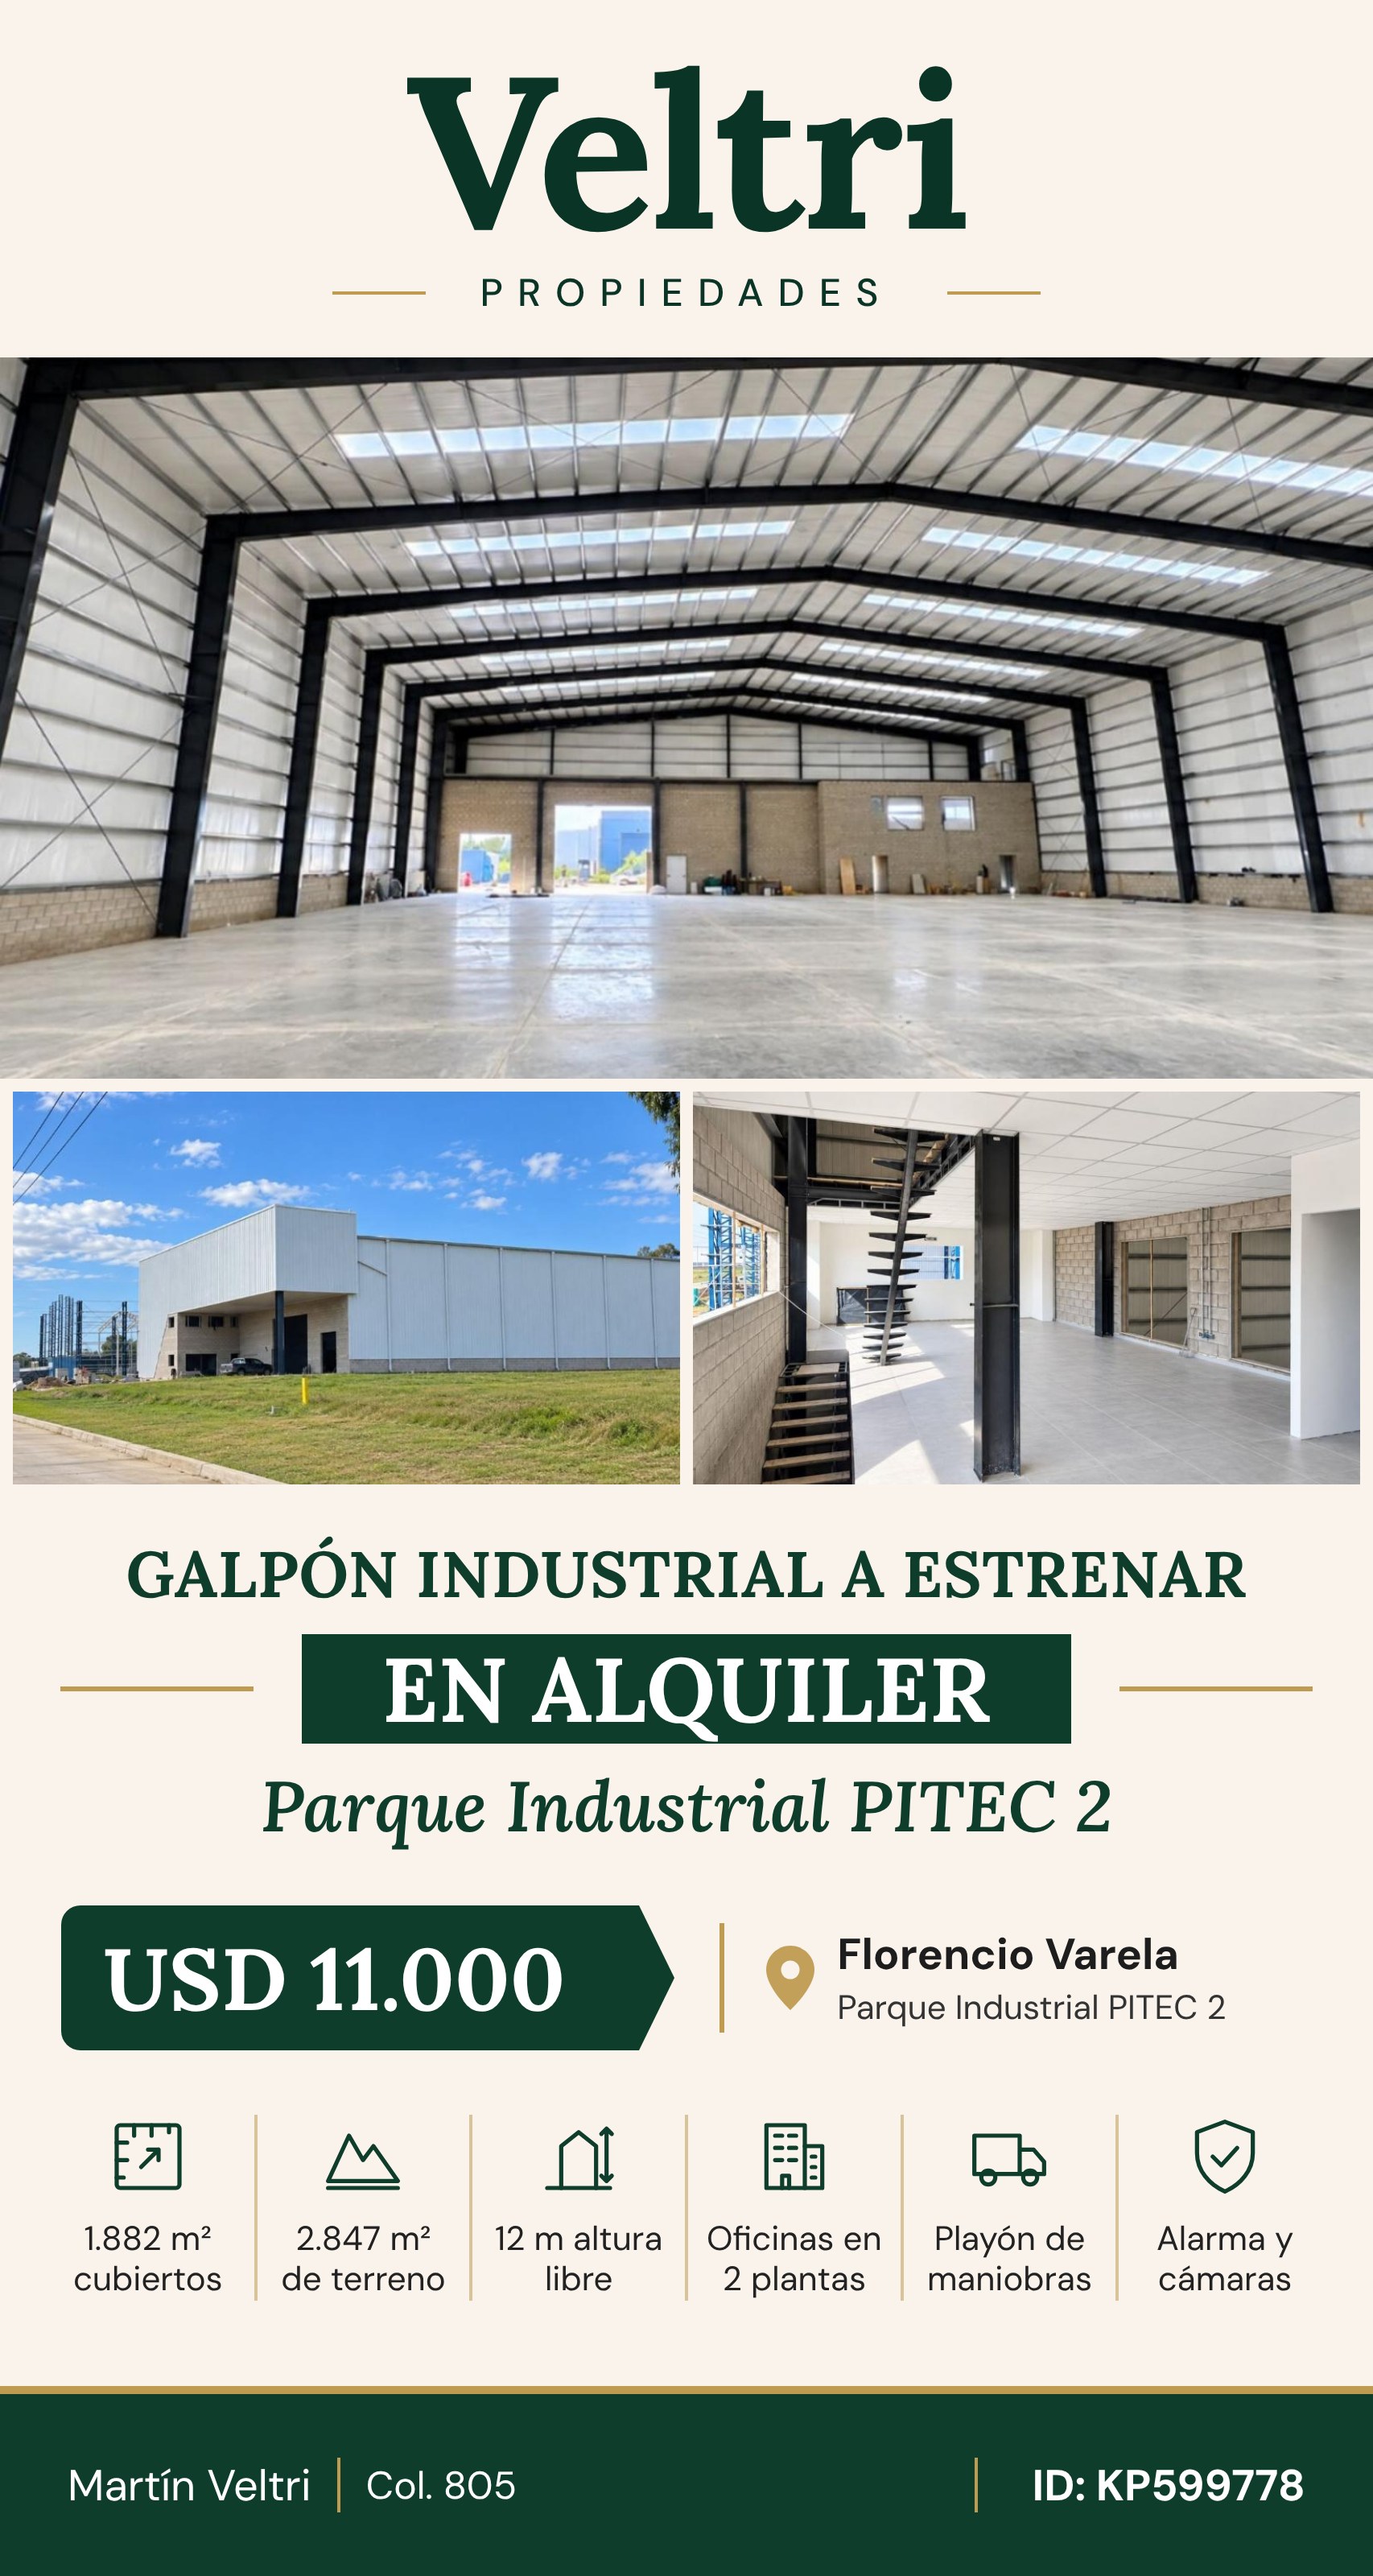 Veltri
PROPIEDADES
GALPÓN INDUSTRIAL A ESTRENAR
EN ALQUILER
Parque Industrial PITEC 2
USD 11.000
Florencio Varela
Parque Industrial PITEC 2
1.882 m²
cubiertos
2.847 m²
de terreno
12 m altura
libre
Oficinas en
2 plantas
Playón de
maniobras
Alarma y
cámaras
Martín Veltri
Col. 805
ID: KP599778